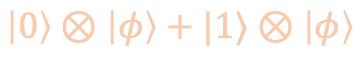 |0⟩ ⊗ |ϕ⟩ + |1⟩ ⊗ |ϕ⟩